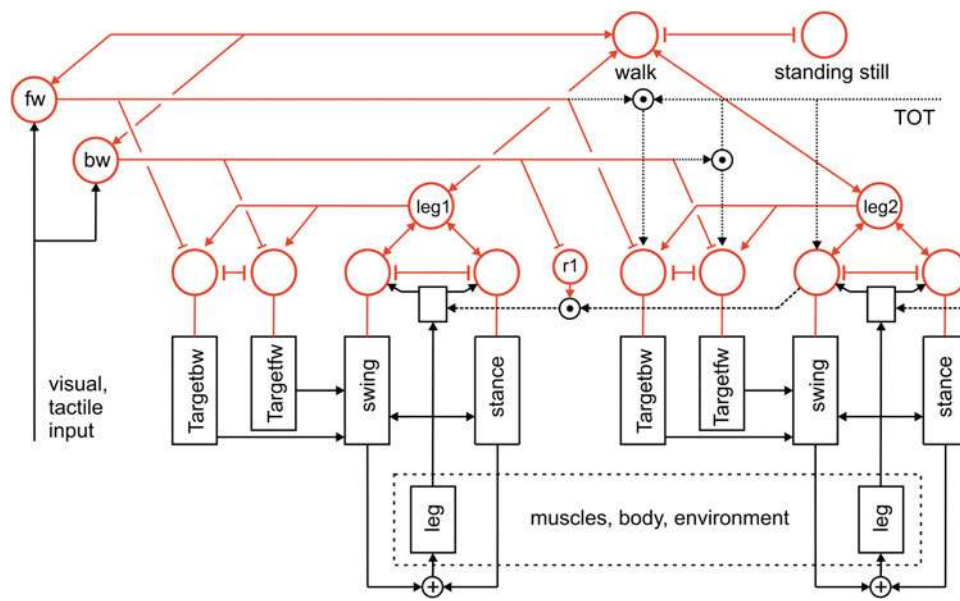 walk
standing still
fw
TOT
bw
leg1
leg2
r1
visual,
tactile
input
Targetbw
Targetfw
swing
stance
Targetbw
Targetfw
swing
stance
leg
muscles, body, environment
leg
+
+